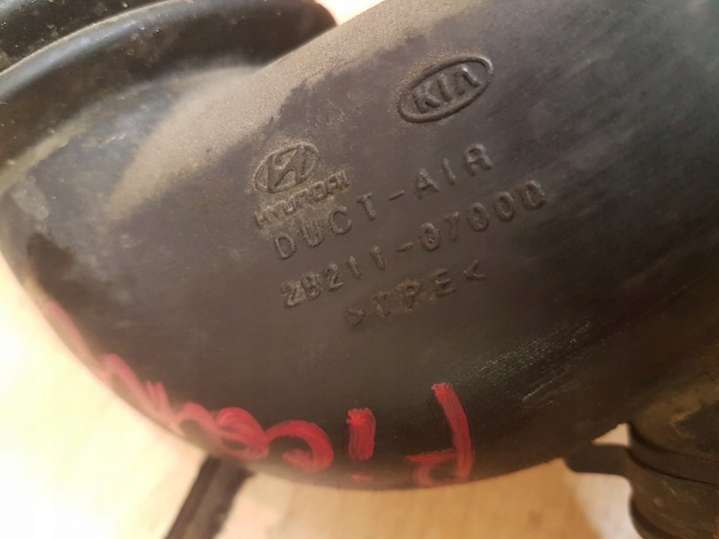 KIA
HYUNDAI
DUCT-AIR
28211-07000
>TPE<